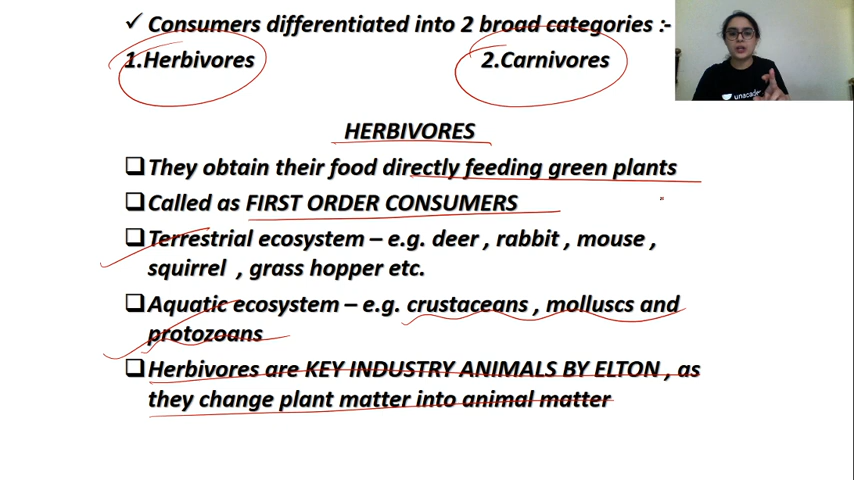 ✓ Consumers differentiated into 2 broad categories :-
1.Herbivores 2.Carnivores
HERBIVORES
❑They obtain their food directly feeding green plants
❑Called as FIRST ORDER CONSUMERS
❑Terrestrial ecosystem – e.g. deer , rabbit , mouse ,
squirrel , grass hopper etc.
❑Aquatic ecosystem – e.g. crustaceans , molluscs and
protozoans
❑Herbivores are KEY INDUSTRY ANIMALS BY ELTON , as
they change plant matter into animal matter